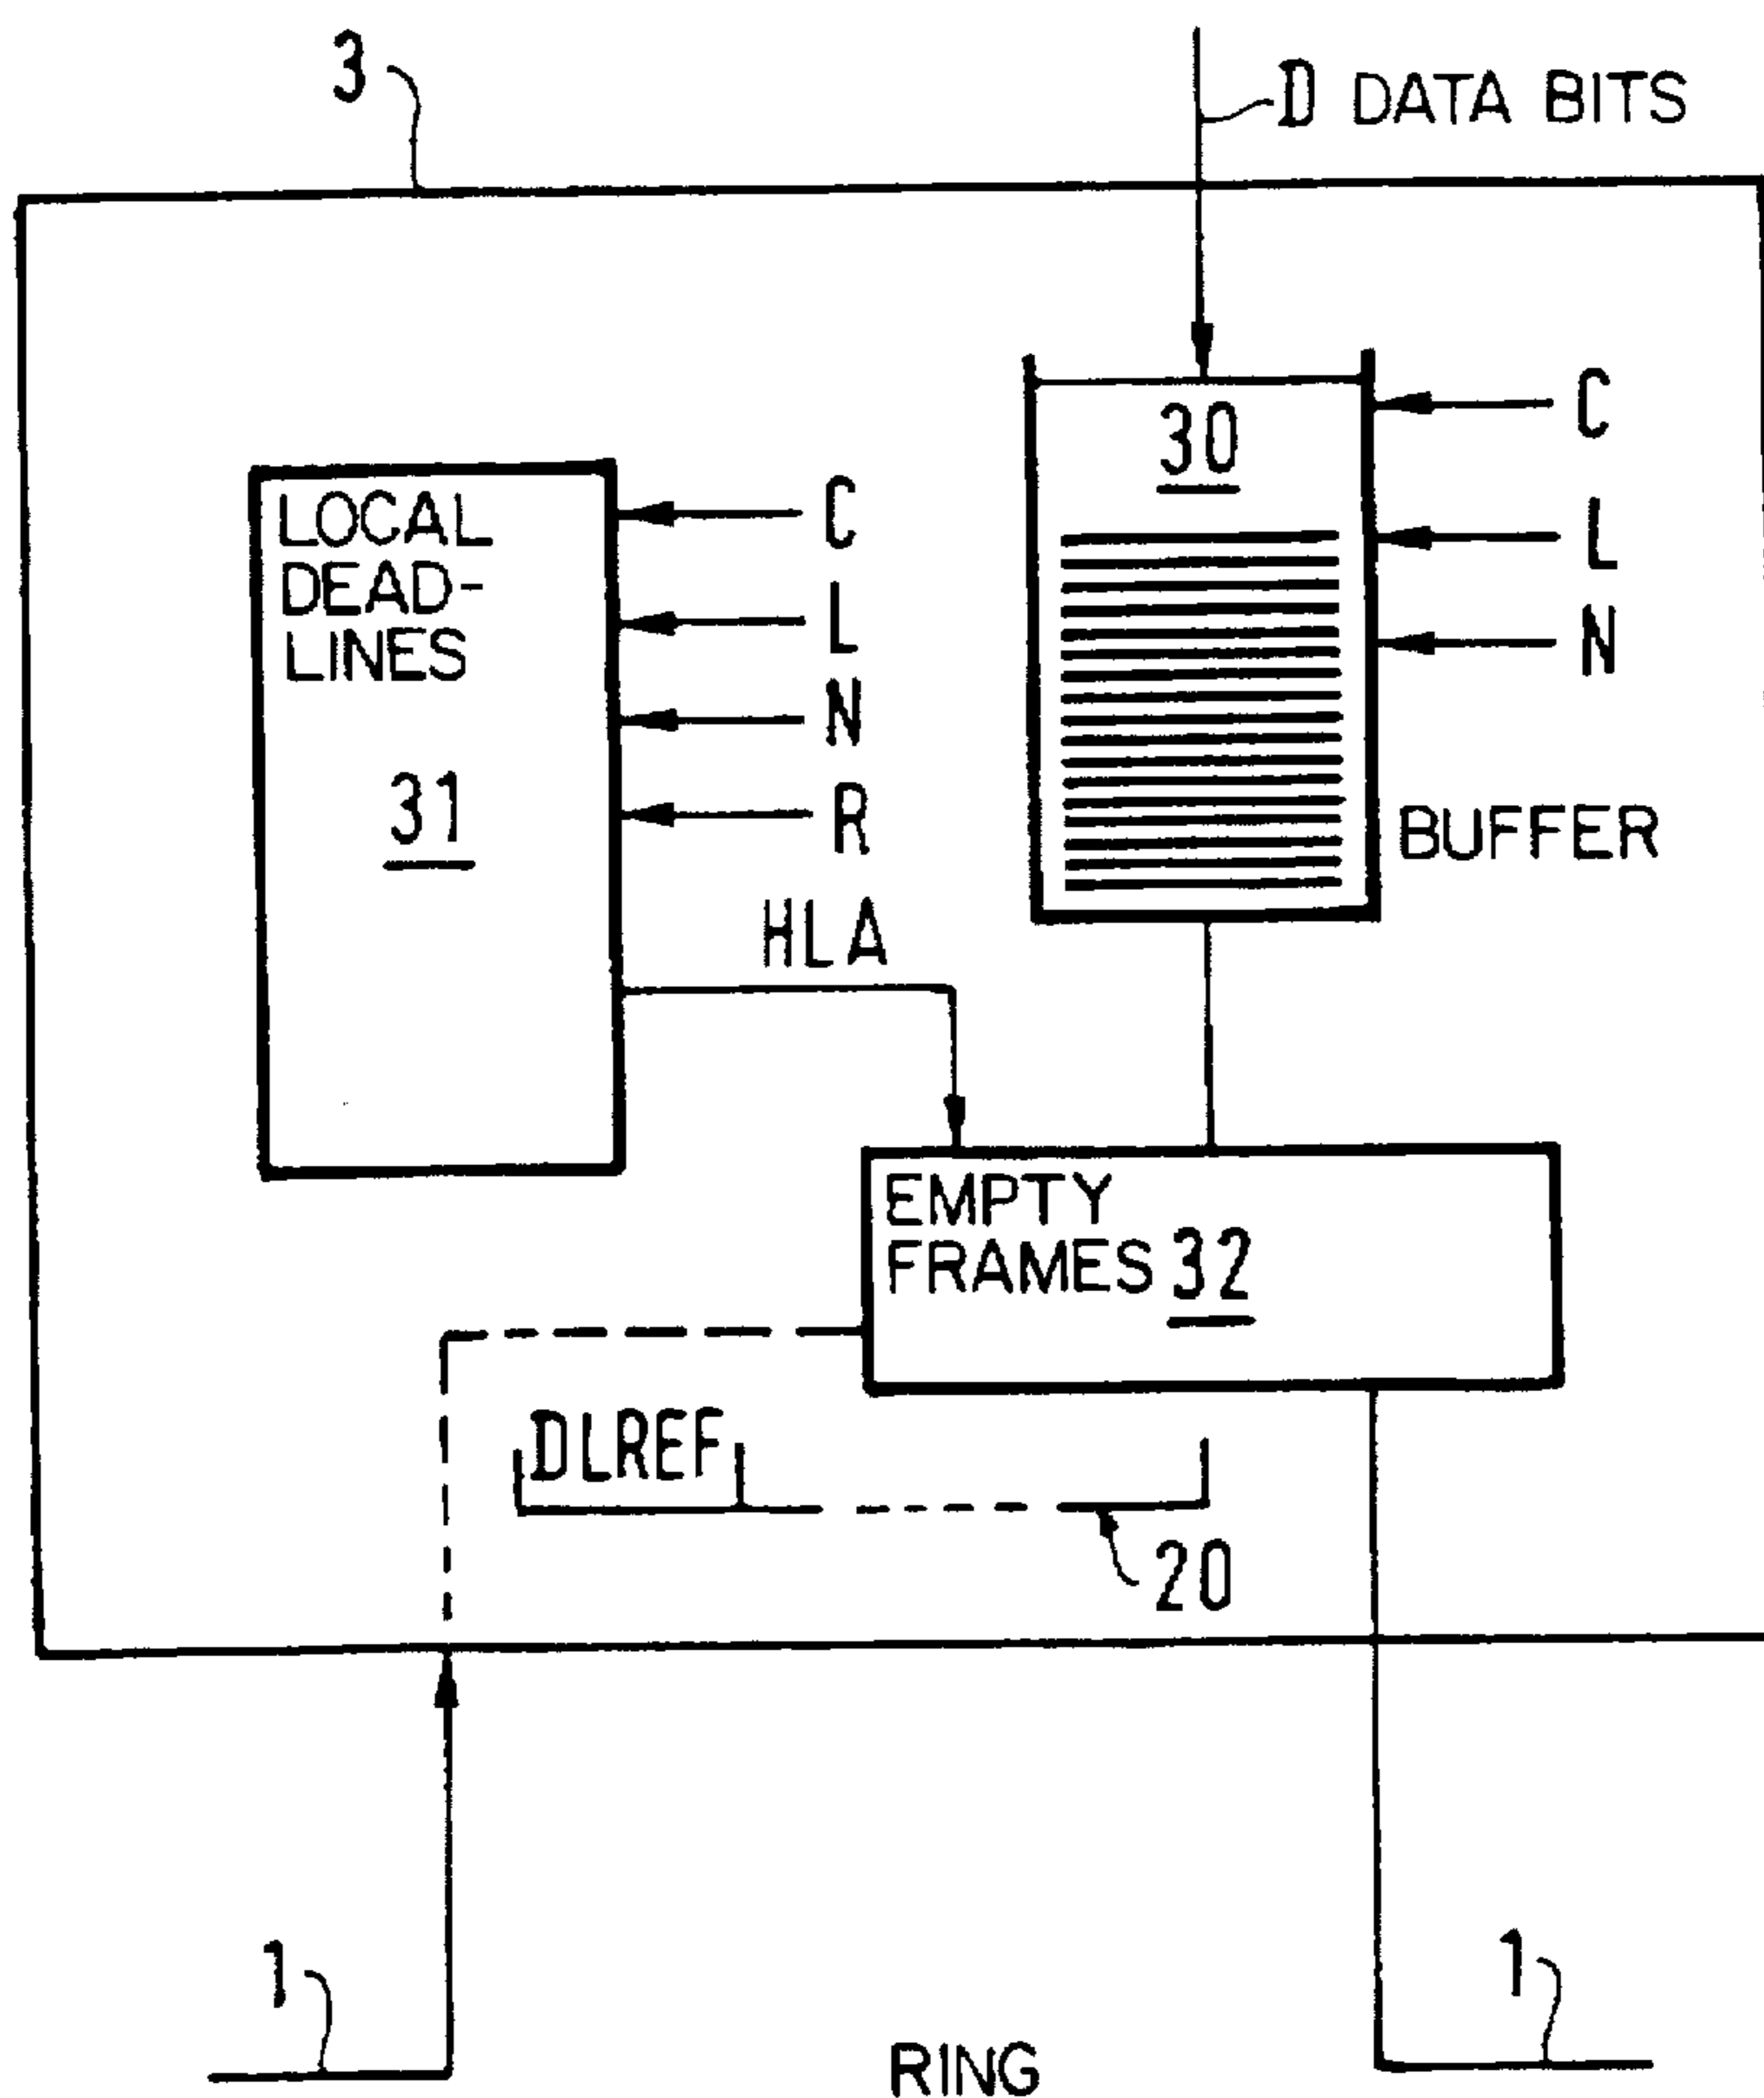 3
D DATA BITS
30
C
L
N
LOCAL
DEAD-
LINES
31
C
L
N
R
BUFFER
HLA
EMPTY
FRAMES 32
DLREF
20
1
1
RING